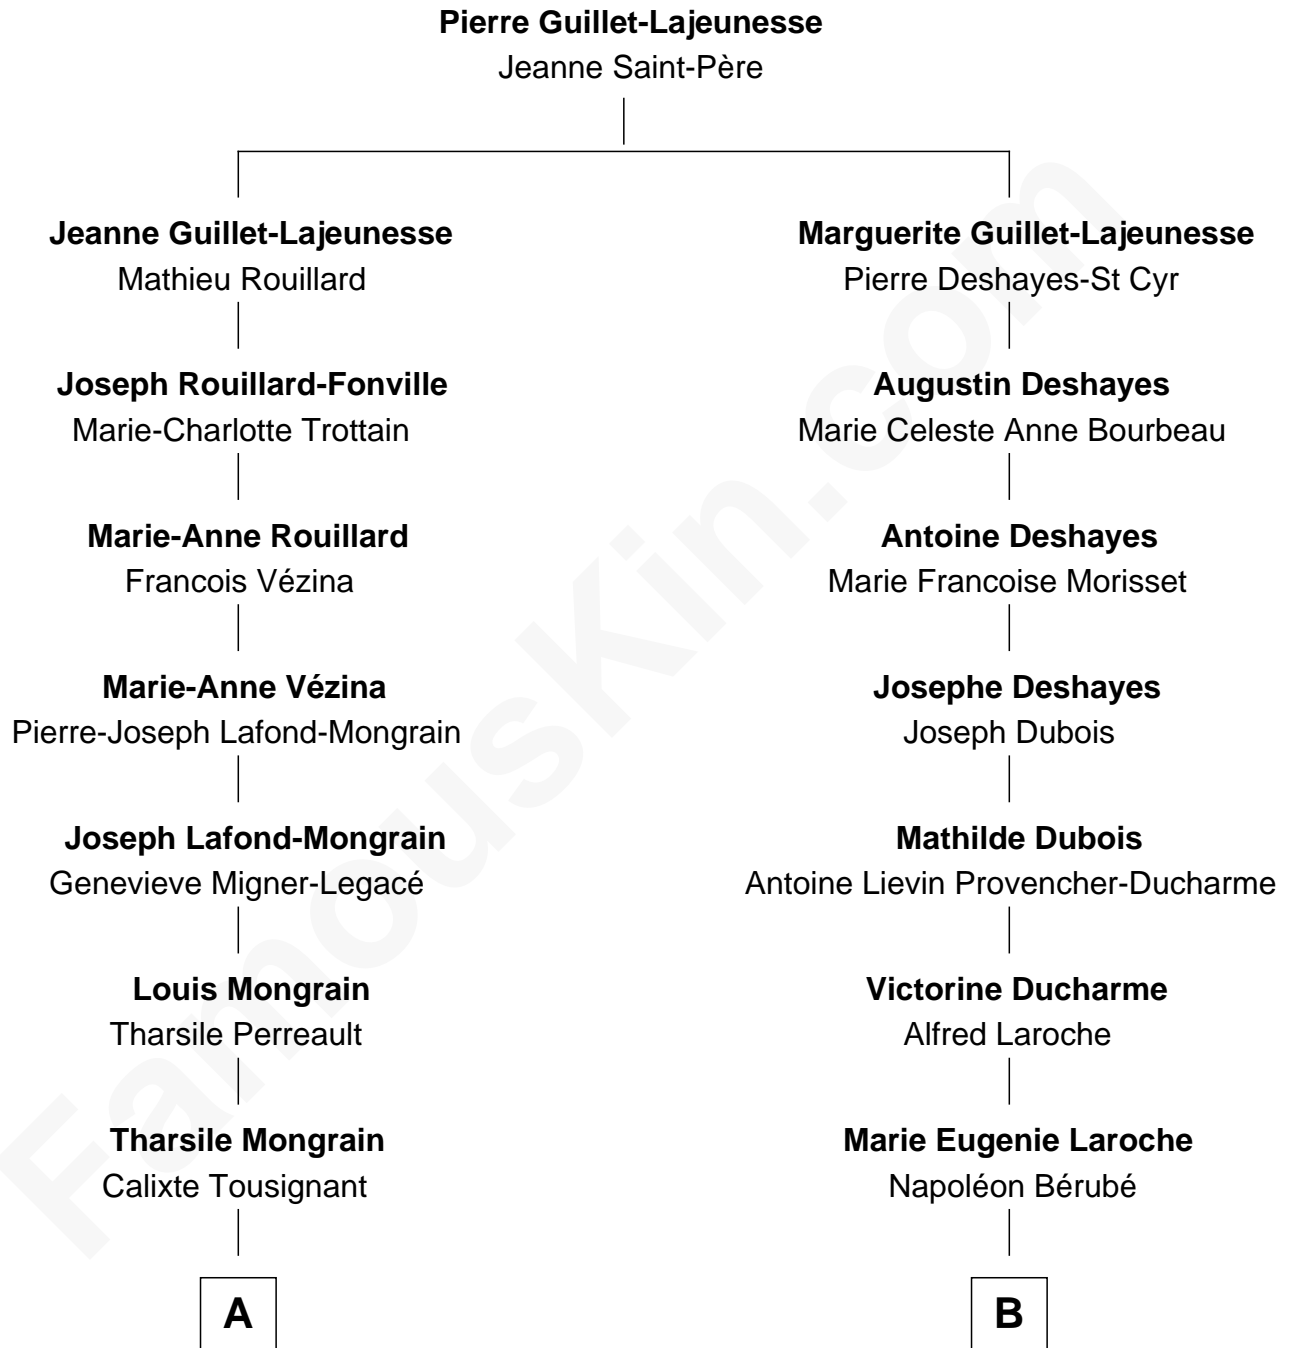 Pierre Guillet-Lajeunesse
Jeanne Saint-Père
Jeanne Guillet-Lajeunesse
Mathieu Rouillard
Joseph Rouillard-Fonville
Marie-Charlotte Trottain
Marie-Anne Rouillard
Francois Vézina
Marie-Anne Vézina
Pierre-Joseph Lafond-Mongrain
Joseph Lafond-Mongrain
Genevieve Migner-Legacé
Louis Mongrain
Tharsile Perreault
Tharsile Mongrain
Calixte Tousignant
A
Marguerite Guillet-Lajeunesse
Pierre Deshayes-St Cyr
Augustin Deshayes
Marie Celeste Anne Bourbeau
Antoine Deshayes
Marie Francoise Morisset
Josephe Deshayes
Joseph Dubois
Mathilde Dubois
Antoine Lievin Provencher-Ducharme
Victorine Ducharme
Alfred Laroche
Marie Eugenie Laroche
Napoléon Bérubé
B
FamousKin.com